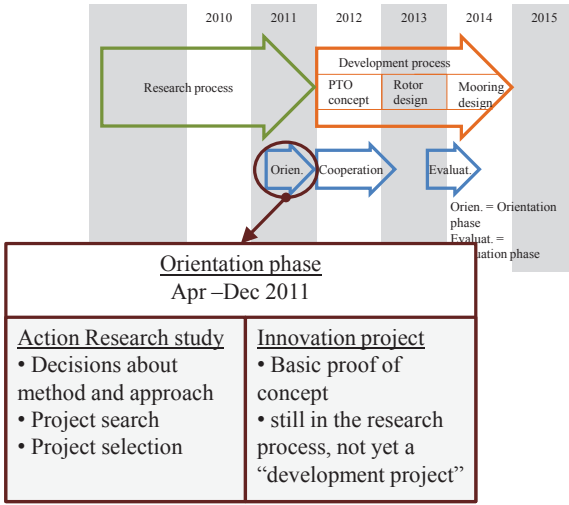 2010 2011 2012 2013 2014 2015
Research process
Development process
PTO
concept
Rotor
design
Mooring
design
Orien.
Cooperation
Evaluat.
Orien. = Orientation
phase
Evaluat. =
uation phase
Orientation phase
Apr –Dec 2011
Action Research study
• Decisions about
method and approach
• Project search
• Project selection
Innovation project
• Basic proof of
concept
• still in the research
process, not yet a
“development project”